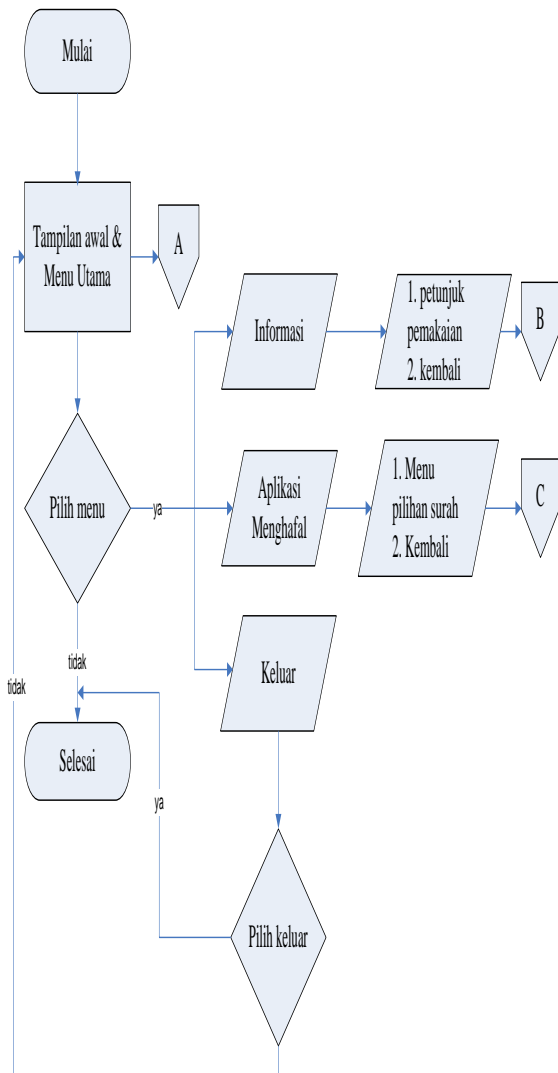 Mulai
Tampilan awal &
Menu Utama
A
Informasi
1. petunjuk
pemakaian
2. kembali
B
Pilih menu
ya
Aplikasi
Menghafal
1. Menu
pilihan surah
2. Kembali
C
tidak
Keluar
tidak
Selesai
ya
Pilih keluar